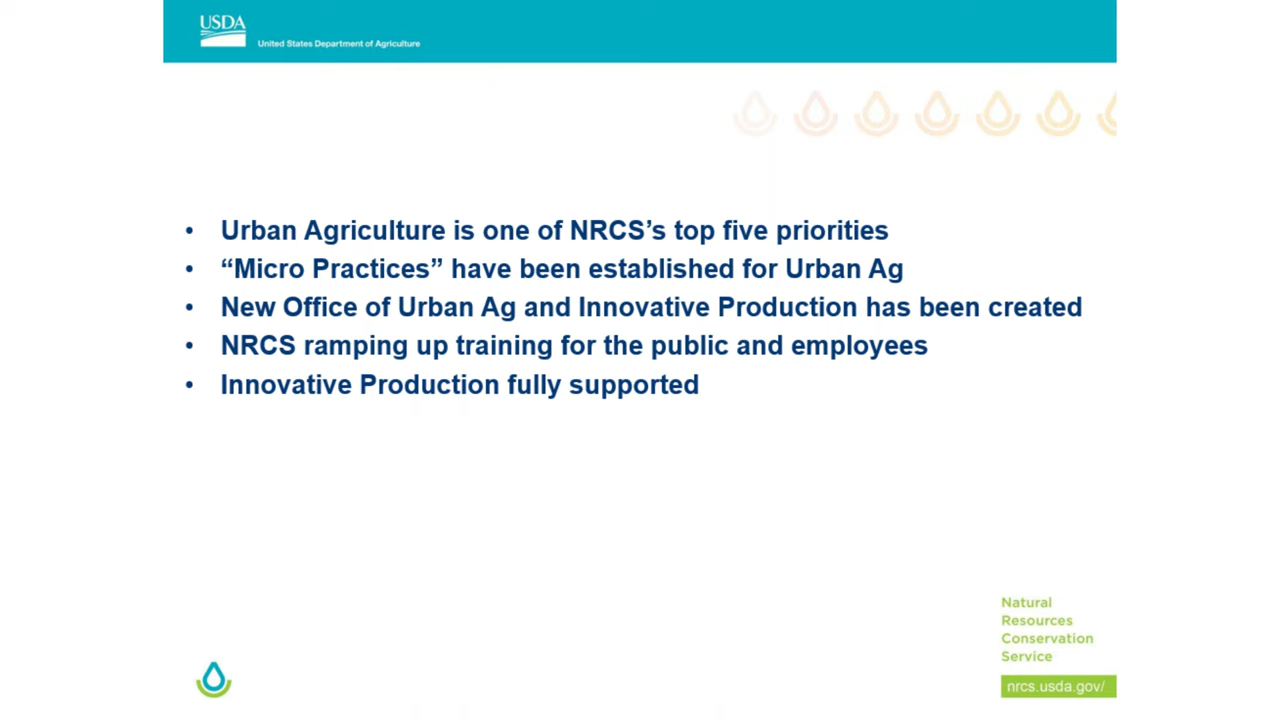 USDA
United States Department of Agriculture
• Urban Agriculture is one of NRCS’s top five priorities
• “Micro Practices” have been established for Urban Ag
• New Office of Urban Ag and Innovative Production has been created
• NRCS ramping up training for the public and employees
• Innovative Production fully supported
Natural
Resources
Conservation
Service
nrcs.usda.gov/